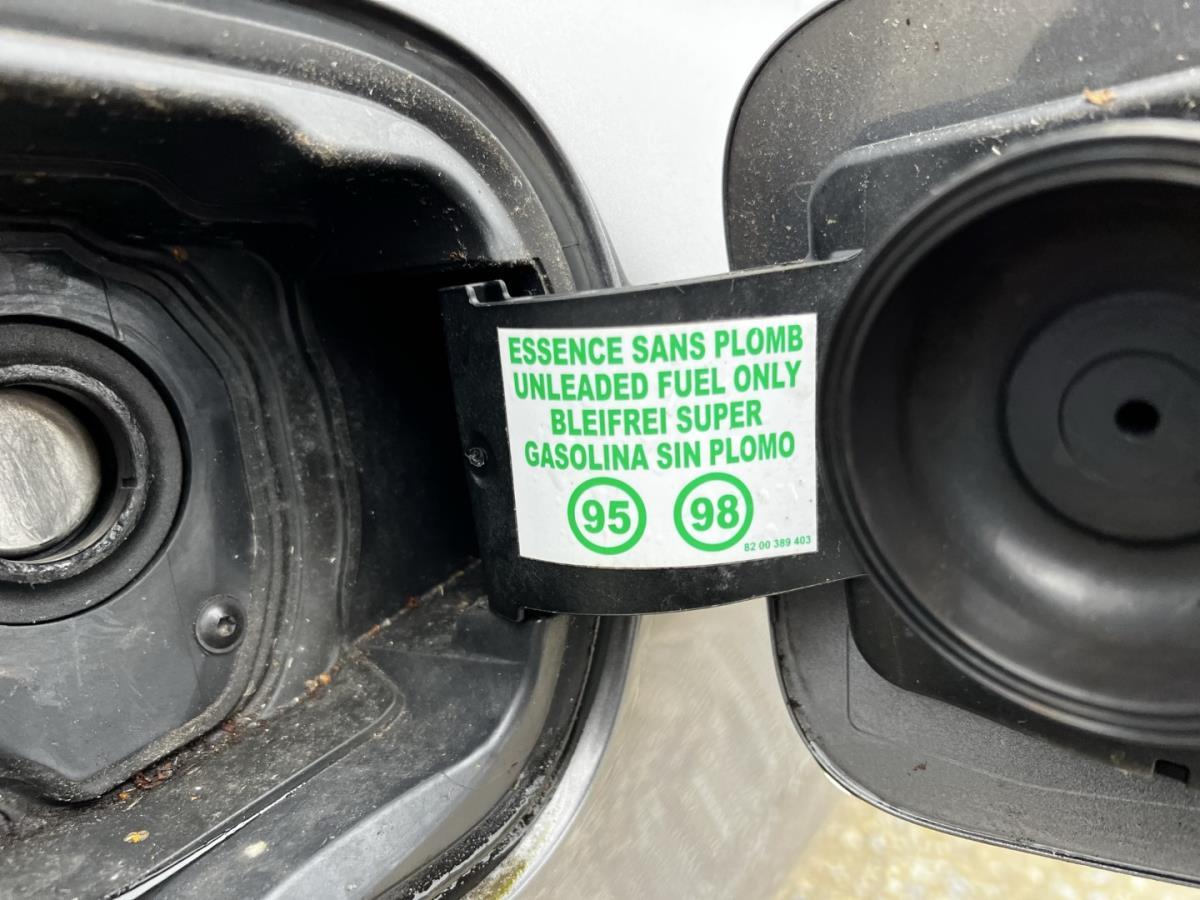 ESSENCE SANS PLOMB
UNLEADED FUEL ONLY
BLEIFREI SUPER
GASOLINA SIN PLOMO
95 98
82 00 389 403